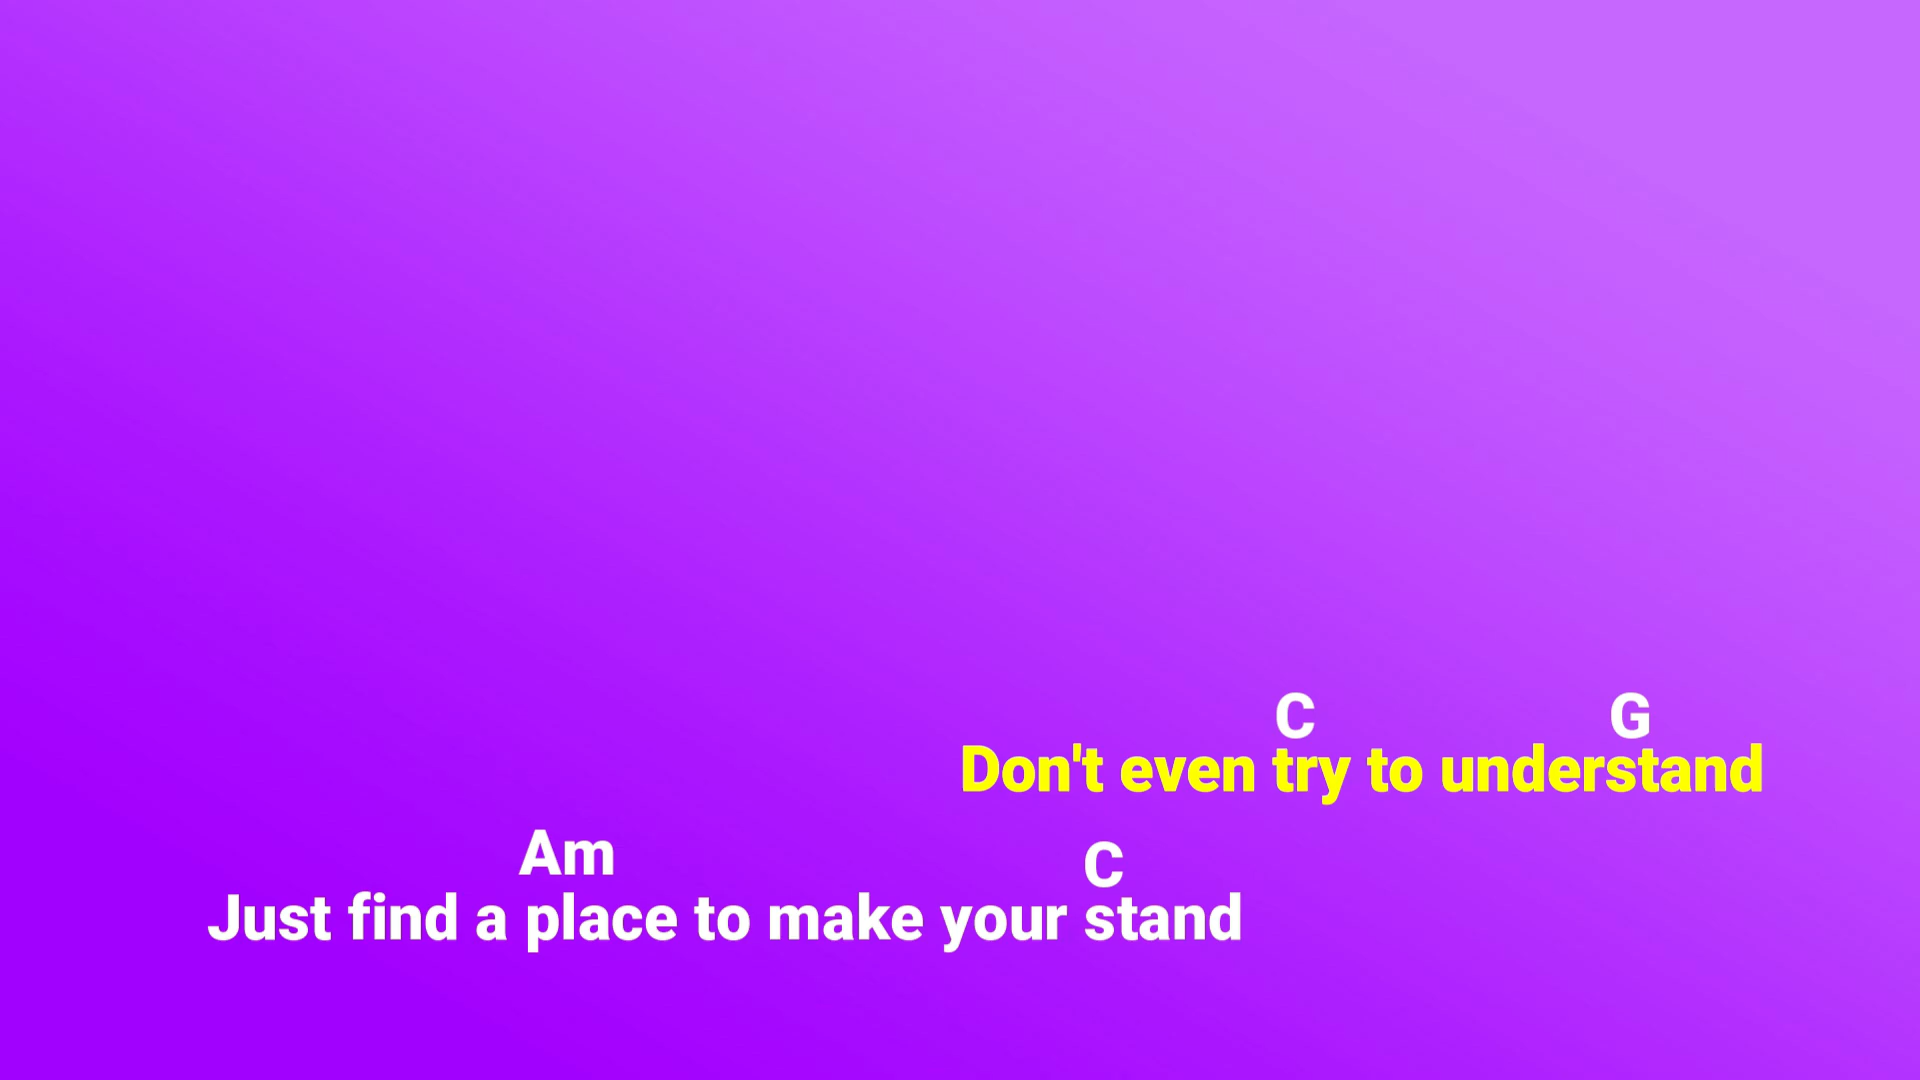 C G
Don't even try to understand
Am C
Just find a place to make your stand